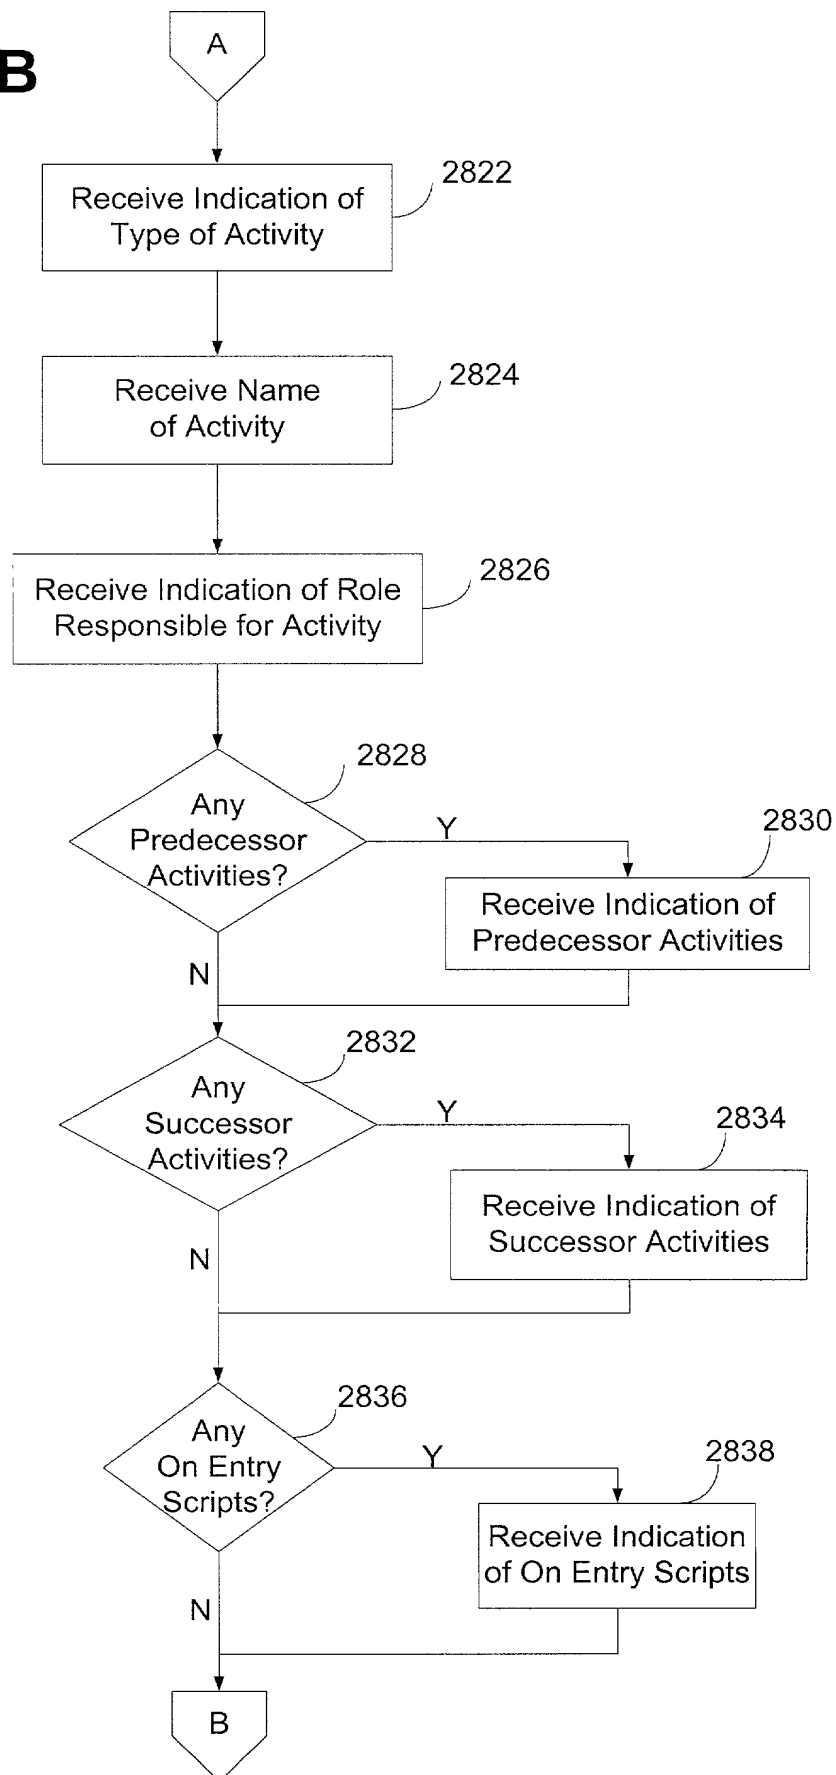 B
A
2822
Receive Indication of
Type of Activity
2824
Receive Name
of Activity
2826
Receive Indication of Role
Responsible for Activity
2828
Any
Predecessor
Activities?
Y
2830
Receive Indication of
Predecessor Activities
N
2832
Any
Successor
Activities?
Y
2834
Receive Indication of
Successor Activities
N
2836
Any
On Entry
Scripts?
Y
2838
Receive Indication
of On Entry Scripts
N
B